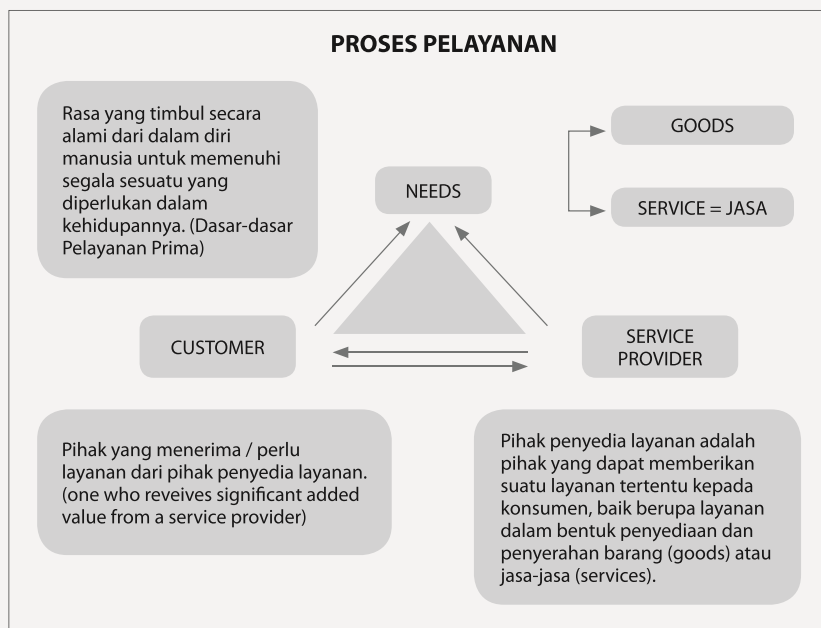 PROSES PELAYANAN
Rasa yang timbul secara
alami dari dalam diri
manusia untuk memenuhi
segala sesuatu yang
diperlukan dalam
kehidupannya. (Dasar-dasar
Pelayanan Prima)
NEEDS
GOODS
SERVICE = JASA
CUSTOMER
SERVICE
PROVIDER
Pihak yang menerima / perlu
layanan dari pihak penyedia layanan.
(one who reveives significant added
value from a service provider)
Pihak penyedia layanan adalah
pihak yang dapat memberikan
suatu layanan tertentu kepada
konsumen, baik berupa layanan
dalam bentuk penyediaan dan
penyerahan barang (goods) atau
jasa-jasa (services).